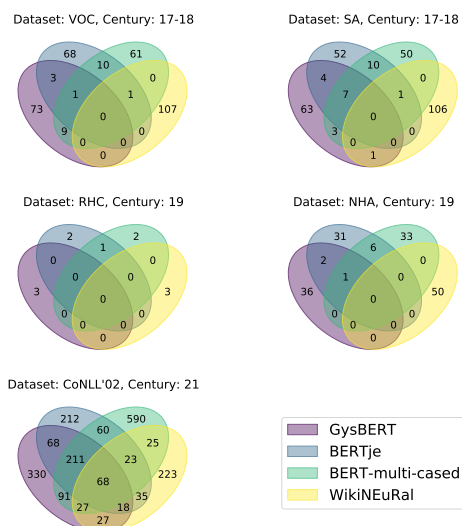 Dataset: VOC, Century: 17-18
68 61
3 10 0
73 1 1 107
0
9 0
0 0
0
Dataset: SA, Century: 17-18
52 50
4 10 0
63 7 1 106
0
3 0
0 0
1
Dataset: RHC, Century: 19
2 2
0 1 0
3 0 0 3
0
0 0
0 0
0
Dataset: NHA, Century: 19
31 33
2 6 0
36 1 0 50
0
0 0
0 0
0
Dataset: CoNLL'02, Century: 21
212 590
68 60 25
330 211 23 223
68
91 35
27 18
27
GysBERT
BERTje
BERT-multi-cased
WikiNEuRal